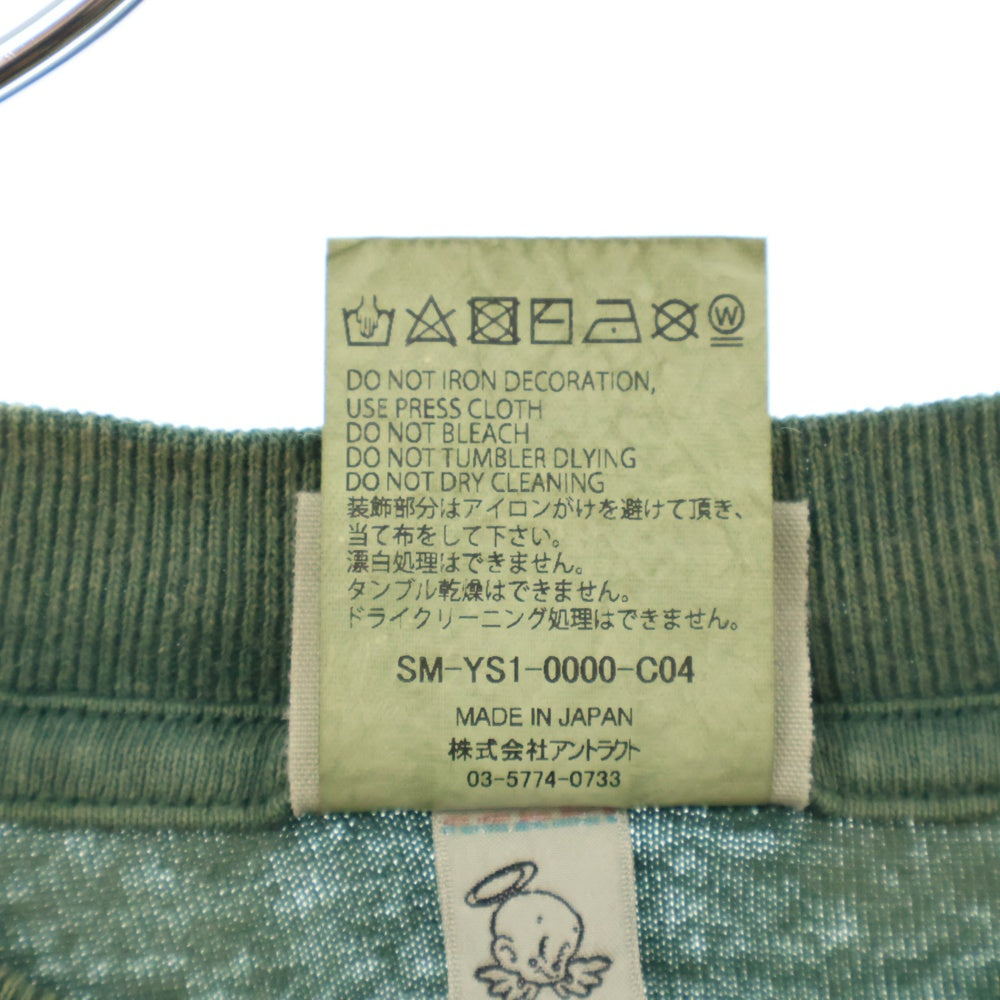 W
DO NOT IRON DECORATION,
USE PRESS CLOTH
DO NOT BLEACH
DO NOT TUMBLER DLYING
DO NOT DRY CLEANING
装飾部分はアイロンがけを避けて頂き、
当て布をして下さい。
漂白処理はできません。
タンブル乾燥はできません。
ドライクリーニング処理はできません。
SM-YS1-0000-C04
MADE IN JAPAN
株式会社アントラクト
03-5774-0733